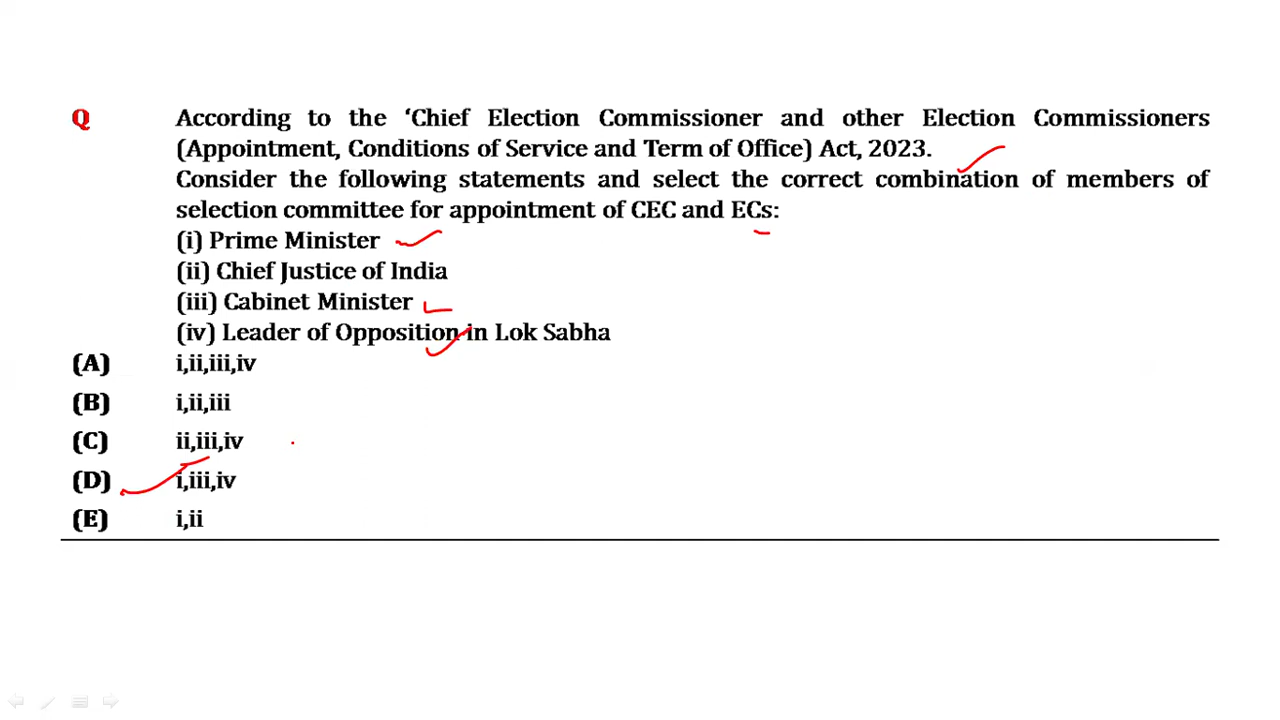 Q According to the ‘Chief Election Commissioner and other Election Commissioners
(Appointment, Conditions of Service and Term of Office) Act, 2023.
Consider the following statements and select the correct combination of members of
selection committee for appointment of CEC and ECs:
(i) Prime Minister
(ii) Chief Justice of India
(iii) Cabinet Minister
(iv) Leader of Opposition in Lok Sabha
(A) i,ii,iii,iv
(B) i,ii,iii
(C) ii,iii,iv
(D) i,iii,iv
(E) i,ii